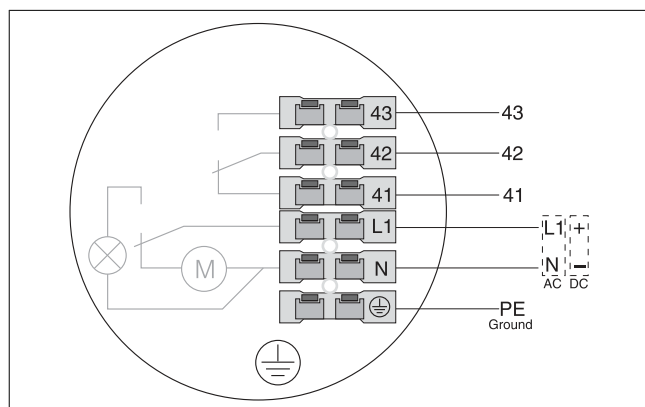 43 43
42 42
41 41
L1 L1 +
M N N −
AC DC
PE
Ground